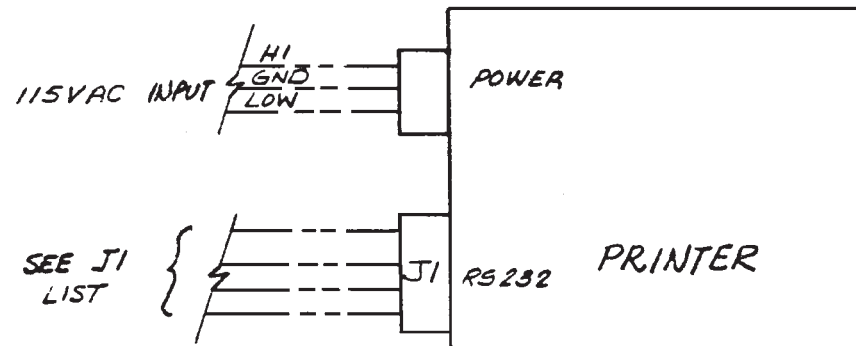 HI
GND
LOW
115VAC INPUT
POWER
SEE J1
LIST
J1
RS232
PRINTER